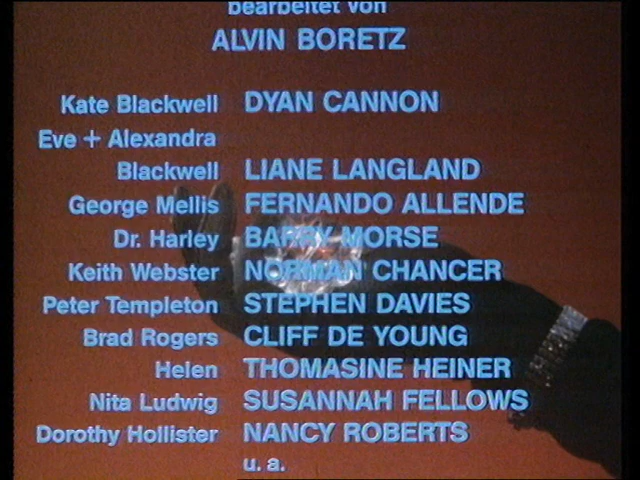 bearbeitet von
ALVIN BORETZ
Kate Blackwell DYAN CANNON
Eve + Alexandra
Blackwell LIANE LANGLAND
George Mellis FERNANDO ALLENDE
Dr. Harley BARRY MORSE
Keith Webster NORMAN CHANCER
Peter Templeton STEPHEN DAVIES
Brad Rogers CLIFF DE YOUNG
Helen THOMASINE HEINER
Nita Ludwig SUSANNAH FELLOWS
Dorothy Hollister NANCY ROBERTS
u. a.